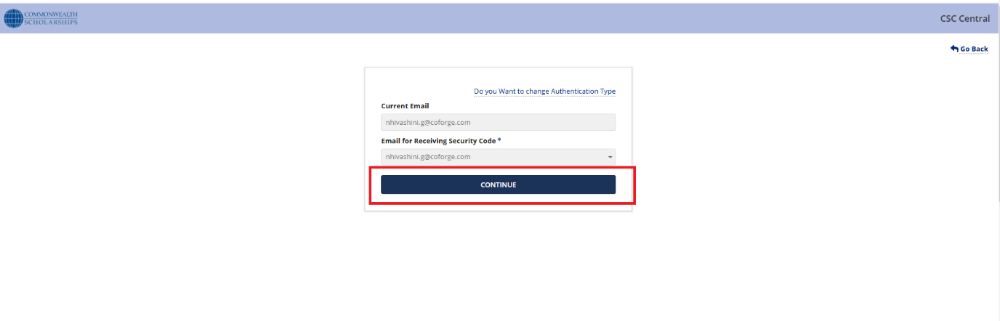 COMMONWEALTH
SCHOLARSHIPS
CSC Central
Go Back
Do you Want to change Authentication Type
Current Email
nhivashini.g@coforge.com
Email for Receiving Security Code *
nhivashini.g@coforge.com
CONTINUE